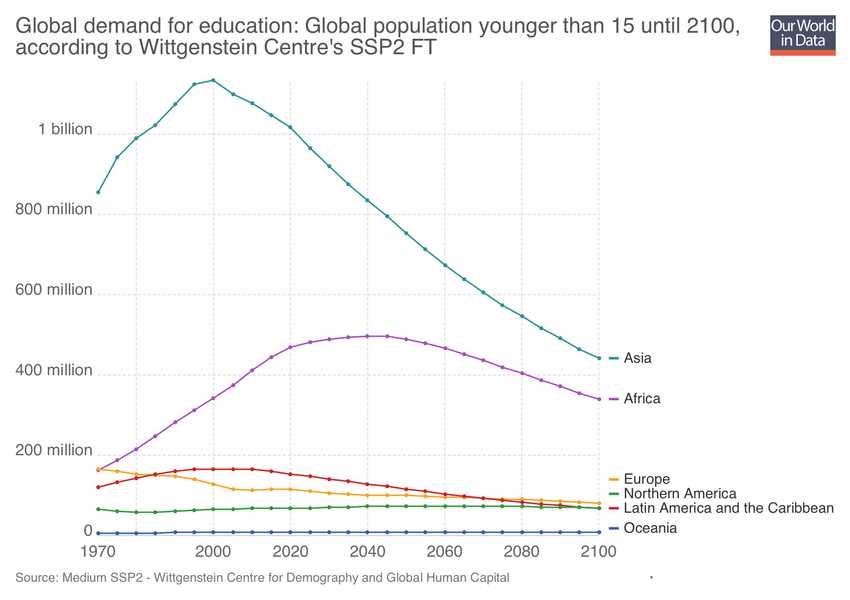 Global demand for education: Global population younger than 15 until 2100,
according to Wittgenstein Centre's SSP2 FT
Our World
in Data
1 billion
800 million
600 million
400 million
200 million
0
1970
2000
2020
2040
2060
2080
2100
Asia
Africa
Europe
Northern America
Latin America and the Caribbean
Oceania
Source: Medium SSP2 - Wittgenstein Centre for Demography and Global Human Capital